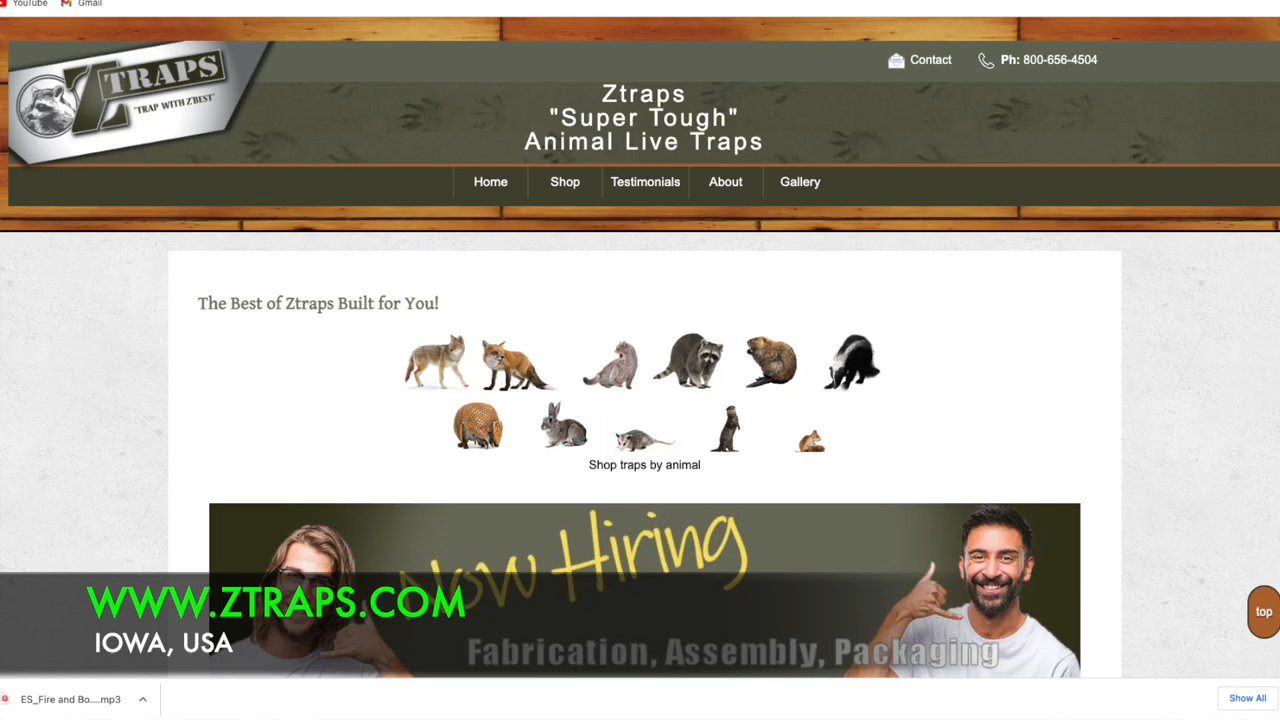 YouTube
Gmail
ZTRAPS
"TRAP WITH Z'BEST"
Contact
Ph: 800-656-4504
Ztraps
"Super Tough"
Animal Live Traps
Home
Shop
Testimonials
About
Gallery
The Best of Ztraps Built for You!
Shop traps by animal
Now Hiring
Fabrication, Assembly, Packaging
WWW.ZTRAPS.COM
IOWA, USA
top
ES_Fire and Bo....mp3
Show All